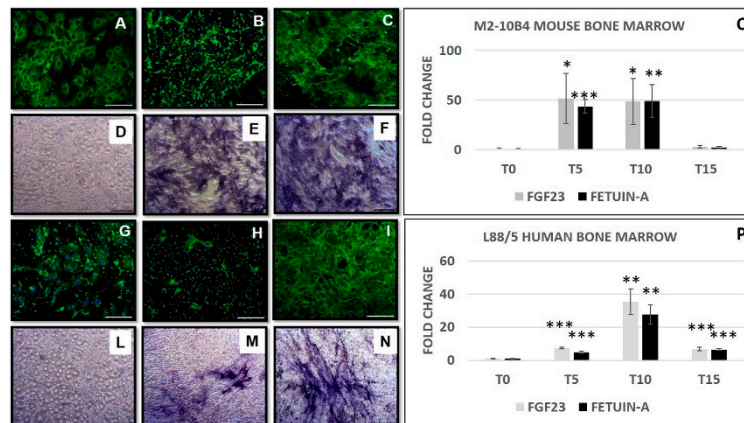 A
B
C
D
E
F
G
H
I
L
M
N
M2-10B4 MOUSE BONE MARROW
O
FOLD CHANGE
100
50
0
*
***
*
**
T0
T5
T10
T15
FGF23
FETUIN-A
L88/5 HUMAN BONE MARROW
P
FOLD CHANGE
60
40
20
0
***
***
**
**
***
***
T0
T5
T10
T15
FGF23
FETUIN-A